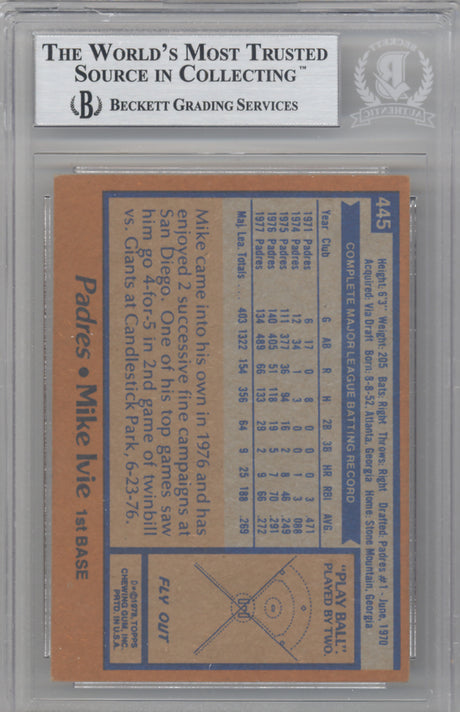 THE WORLD'S MOST TRUSTED
SOURCE IN COLLECTING™
B BECKETT GRADING SERVICES
BECKETT
AUTHENTIC
445
Height: 6'3" Weight: 205 Bats: Right Throws: Right Drafted: Padres #1 - June, 1970
Acquired: Via Draft Born: 8-8-52, Atlanta, Georgia Home: Stone Mountain, Georgia
COMPLETE MAJOR LEAGUE BATTING RECORD
Year Club G AB R H 2B 3B HR RBI AVG.
1971 Padres 6 17 0 8 0 0 0 3 .471
1974 Padres 12 34 1 3 0 0 1 3 .088
1975 Padres 111 377 36 94 16 2 8 46 .249
1976 Padres 140 405 51 118 19 5 7 70 .291
1977 Padres 134 489 66 133 29 2 9 66 .272
Maj. Lea. Totals 403 1322 154 356 64 9 25 188 .269
Mike came into his own in 1976 and has
enjoyed 2 successive fine campaigns at
San Diego. One of his top games saw
him go 4-for-5 in 2nd game of twinbill
vs. Giants at Candlestick Park, 6-23-76.
Padres • Mike Ivie 1st BASE
"PLAY BALL"
PLAYED BY TWO.
FLY OUT
D* © 1978, TOPPS
CHEWING GUM, INC.
PRTD. IN U.S.A.